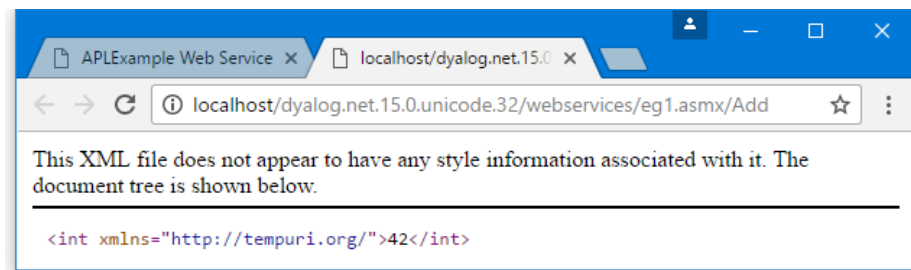 APLExample Web Service
localhost/dyalog.net.15.0
localhost/dyalog.net.15.0.unicode.32/webservices/eg1.asmx/Add
This XML file does not appear to have any style information associated with it. The
document tree is shown below.
<int xmlns="http://tempuri.org/">42</int>